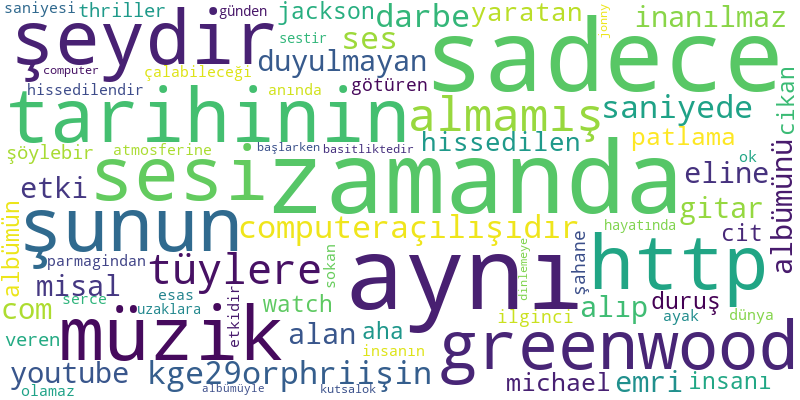 saniyesi thriller günden jackson darbe yaratan jonny inanılmaz
şeydir sestir ses sadece
computer çalabileceği duyulmayan
hissedilendir anında götüren cikan
tarihinin almamış saniyede
şöylebir atmosferine başlarken basitliktedir hissedilen patlama ok
etki sesi zamanda eline albümünü
albümün şunun computeraçılışıdır hayatında gitar
parmagindan tüylere sokan aynı dinlemeye şahane http cit
misal
com serce esas etkidir watch ilginci alıp duruş
uzaklara ayak dünya
veren müzik alan aha greenwood
insanın
youtube kge29orphriişin michael emri insanı
olamaz albümüyle kutsalok